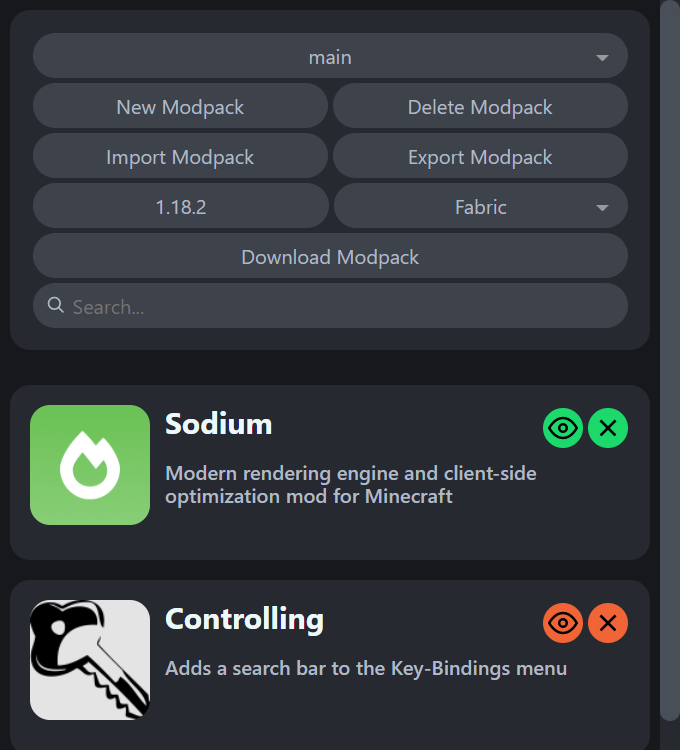 main
New Modpack
Delete Modpack
Import Modpack
Export Modpack
1.18.2
Fabric
Download Modpack
Search...
Sodium
Modern rendering engine and client-side
optimization mod for Minecraft
Controlling
Adds a search bar to the Key-Bindings menu